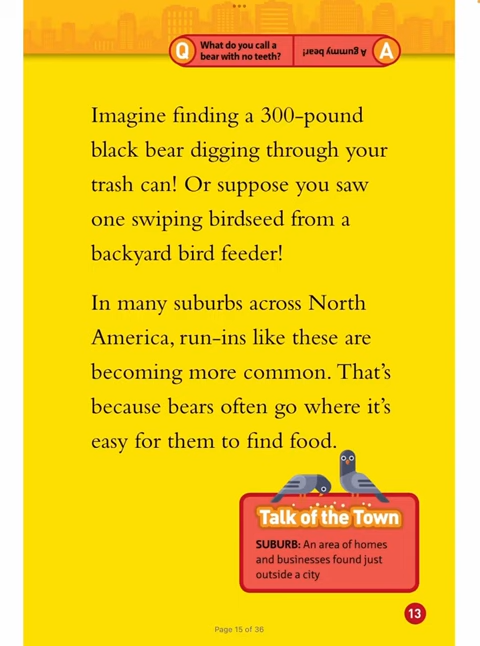 Q
What do you call a
bear with no teeth?
A gummy bear!
A
Imagine finding a 300-pound
black bear digging through your
trash can! Or suppose you saw
one swiping birdseed from a
backyard bird feeder!
In many suburbs across North
America, run-ins like these are
becoming more common. That’s
because bears often go where it’s
easy for them to find food.
Talk of the Town
SUBURB: An area of homes
and businesses found just
outside a city
13
Page 15 of 36